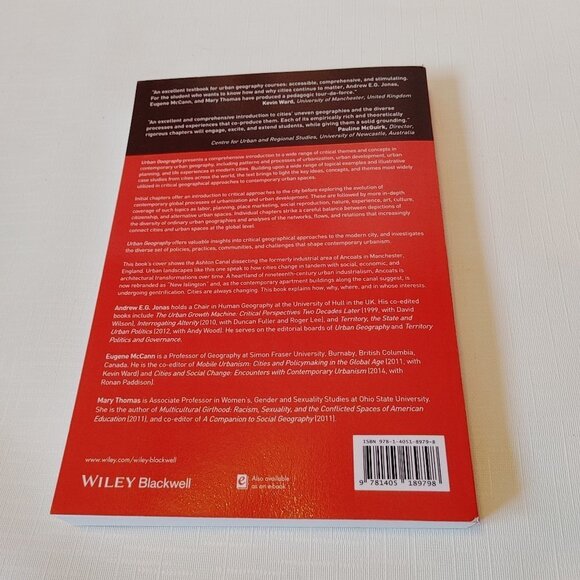 "An excellent textbook for urban geography courses: accessible, comprehensive, and stimulating.
For the student who wants to know how and why cities continue to matter, Andrew E.G. Jonas,
Eugene McCann, and Mary Thomas have produced a pedagogic tour-de-force."
Kevin Ward, University of Manchester, United Kingdom
"An excellent and comprehensive introduction to cities' uneven geographies and the diverse
processes and experiences that co-produce them. Each of its empirically rich and theoretically
rigorous chapters will engage, excite, and extend students, while giving them a solid grounding."
Pauline McGuirk, Director,
Centre for Urban and Regional Studies, University of Newcastle, Australia
Urban Geography presents a comprehensive introduction to a wide range of critical themes and concepts in
contemporary urban geography, including patterns and processes of urbanization, urban development, urban
planning, and life experiences in modern cities. Building upon a wide range of topical examples and illustrative
case studies from cities across the world, the text brings to light the key ideas, concepts, and themes most widely
utilized in critical geographical approaches to contemporary urban spaces.
Initial chapters offer an introduction to critical approaches to the city before exploring the evolution of
contemporary global processes of urbanization and urban development. These are followed by more in-depth
coverage of such topics as labor, planning, place marketing, social reproduction, nature, experience, art, culture,
citizenship, and alternative urban spaces. Individual chapters strike a careful balance between depictions of
the diversity of ordinary urban geographies and analyses of the networks, flows, and relations that increasingly
connect cities and urban spaces at the global level.
Urban Geography offers valuable insights into critical geographical approaches to the modern city, and investigates
the diverse set of policies, practices, communities, and challenges that shape contemporary urbanism.
This book's cover shows the Ashton Canal dissecting the formerly industrial area of Ancoats in Manchester,
England. Urban landscapes like this one speak to how cities change in tandem with social, economic, and
architectural transformations over time. A heartland of nineteenth-century urban industrialism, Ancoats is
now rebranded as "New Islington" and, as the contemporary apartment buildings along the canal suggest, is
undergoing gentrification. Cities are always changing. This book explains how, why, where, and in whose interests.
Andrew E.G. Jonas holds a Chair in Human Geography at the University of Hull in the UK. His co-edited
books include The Urban Growth Machine: Critical Perspectives Two Decades Later (1999, with David
Wilson), Interrogating Alterity (2010, with Duncan Fuller and Roger Lee), and Territory, the State and
Urban Politics (2012, with Andy Wood). He serves on the editorial boards of Urban Geography and Territory
Politics and Governance.
Eugene McCann is a Professor of Geography at Simon Fraser University, Burnaby, British Columbia,
Canada. He is the co-editor of Mobile Urbanism: Cities and Policymaking in the Global Age (2011, with
Kevin Ward) and Cities and Social Change: Encounters with Contemporary Urbanism (2014, with
Ronan Paddison).
Mary Thomas is Associate Professor in Women's, Gender and Sexuality Studies at Ohio State University.
She is the author of Multicultural Girlhood: Racism, Sexuality, and the Conflicted Spaces of American
Education (2011), and co-editor of A Companion to Social Geography (2011).
www.wiley.com/wiley-blackwell
WILEY Blackwell
e
Also available
as an e-book
ISBN 978-1-4051-8979-8
9 781405 189798